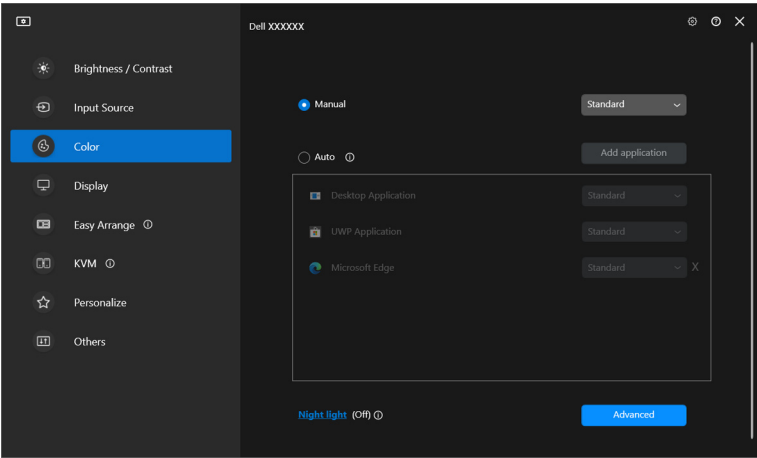 Dell XXXXXX
Brightness / Contrast
Input Source
Color
Display
Easy Arrange
KVM
Personalize
Others
Manual
Standard
Auto
Add application
Desktop Application
Standard
UWP Application
Standard
Microsoft Edge
Standard
X
Night light (Off)
Advanced